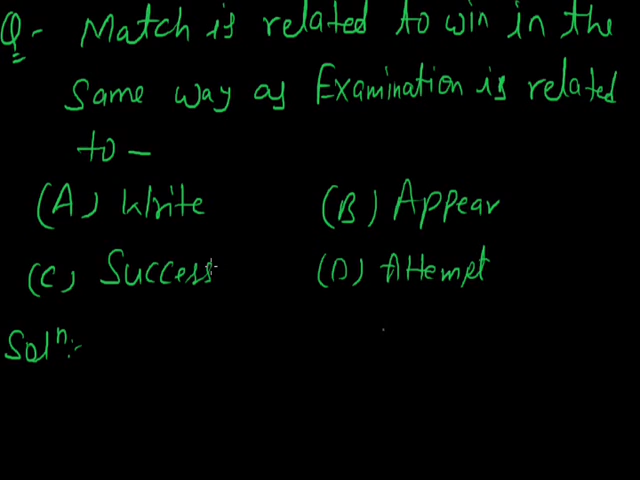 Q- Match is related to win in the
Same way as Examination is related
to -
(A) Write (B) Appear
(C) Success (D) Attempt
Solⁿ:-